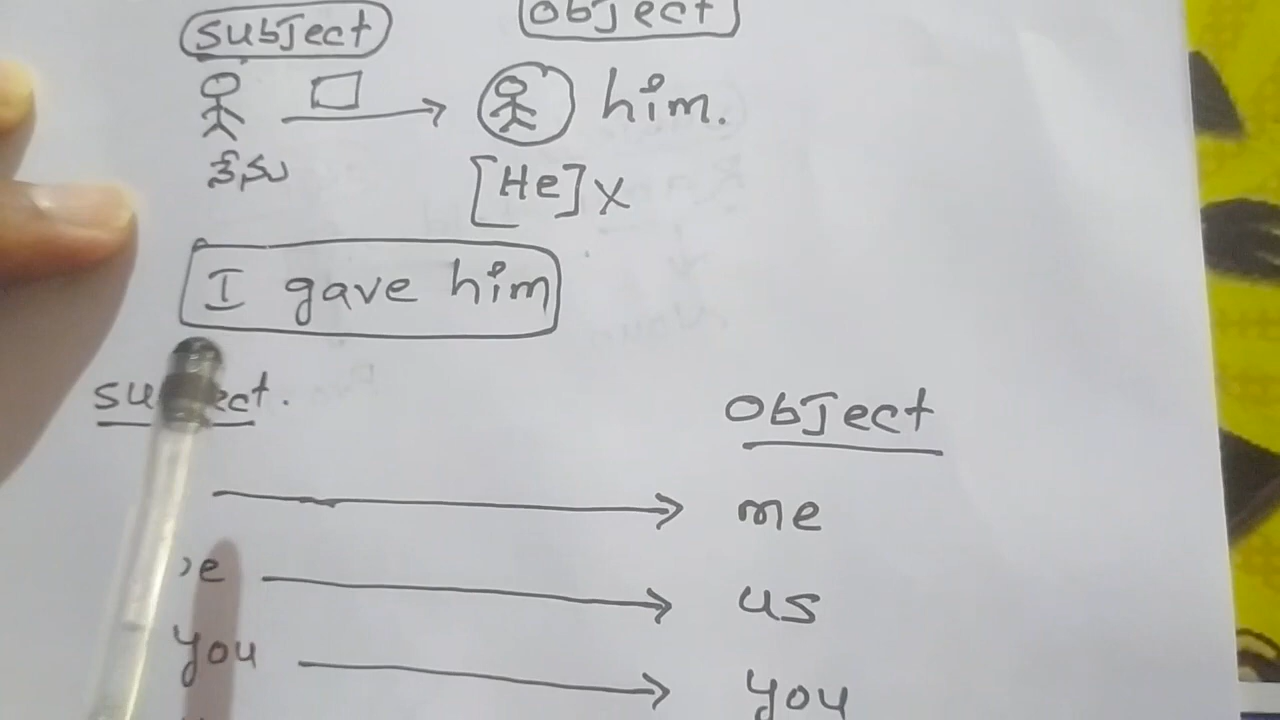 subject object
him.
నేను [He] x
I gave him
object
me
us
you you